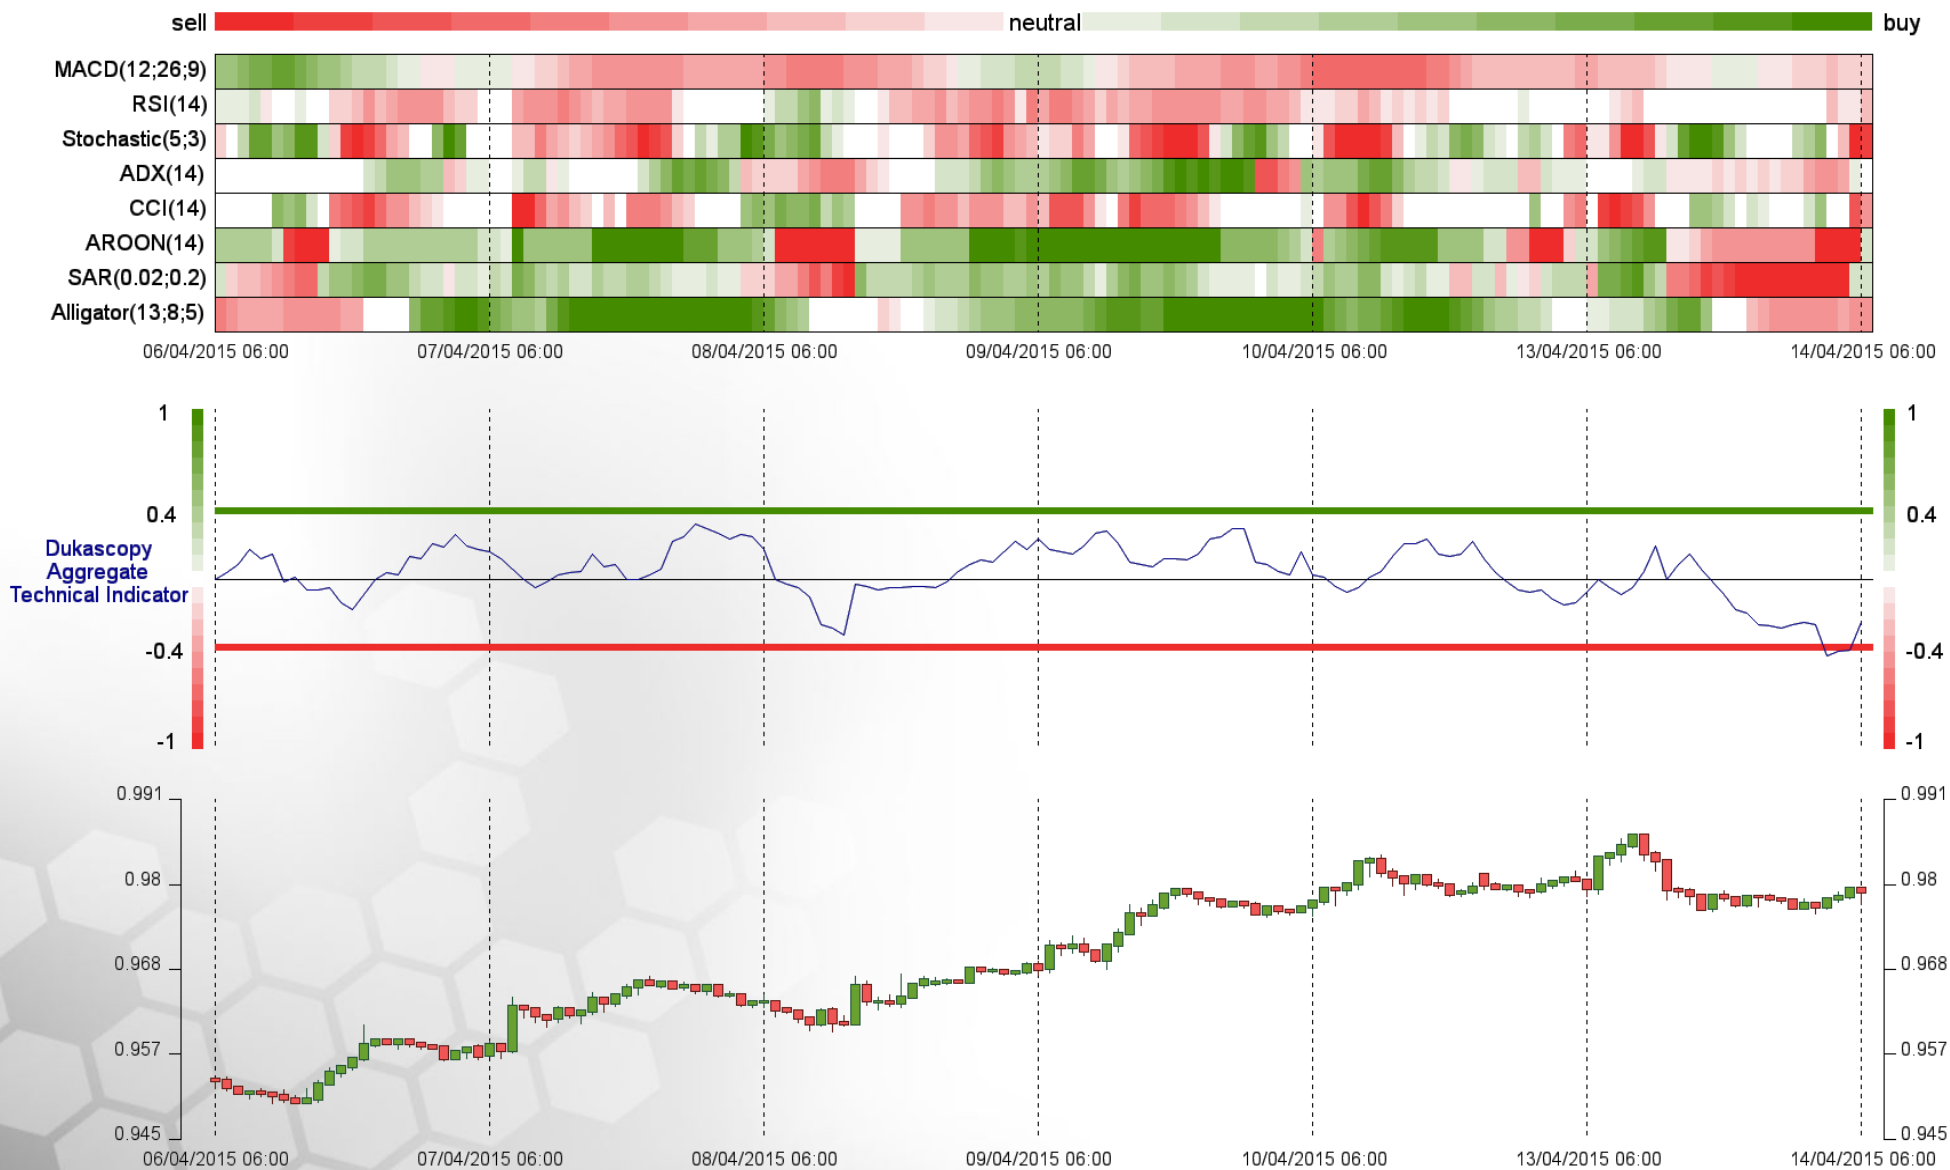 sell neutral buy
MACD(12;26;9)
RSI(14)
Stochastic(5;3)
ADX(14)
CCI(14)
AROON(14)
SAR(0.02;0.2)
Alligator(13;8;5)
06/04/2015 06:00 07/04/2015 06:00 08/04/2015 06:00 09/04/2015 06:00 10/04/2015 06:00 13/04/2015 06:00 14/04/2015 06:00
1 1
0.4 0.4
Dukascopy
Aggregate
Technical Indicator
-0.4 -0.4
-1 -1
0.991 0.991
0.98 0.98
0.968 0.968
0.957 0.957
0.945 0.945
06/04/2015 06:00 07/04/2015 06:00 08/04/2015 06:00 09/04/2015 06:00 10/04/2015 06:00 13/04/2015 06:00 14/04/2015 06:00